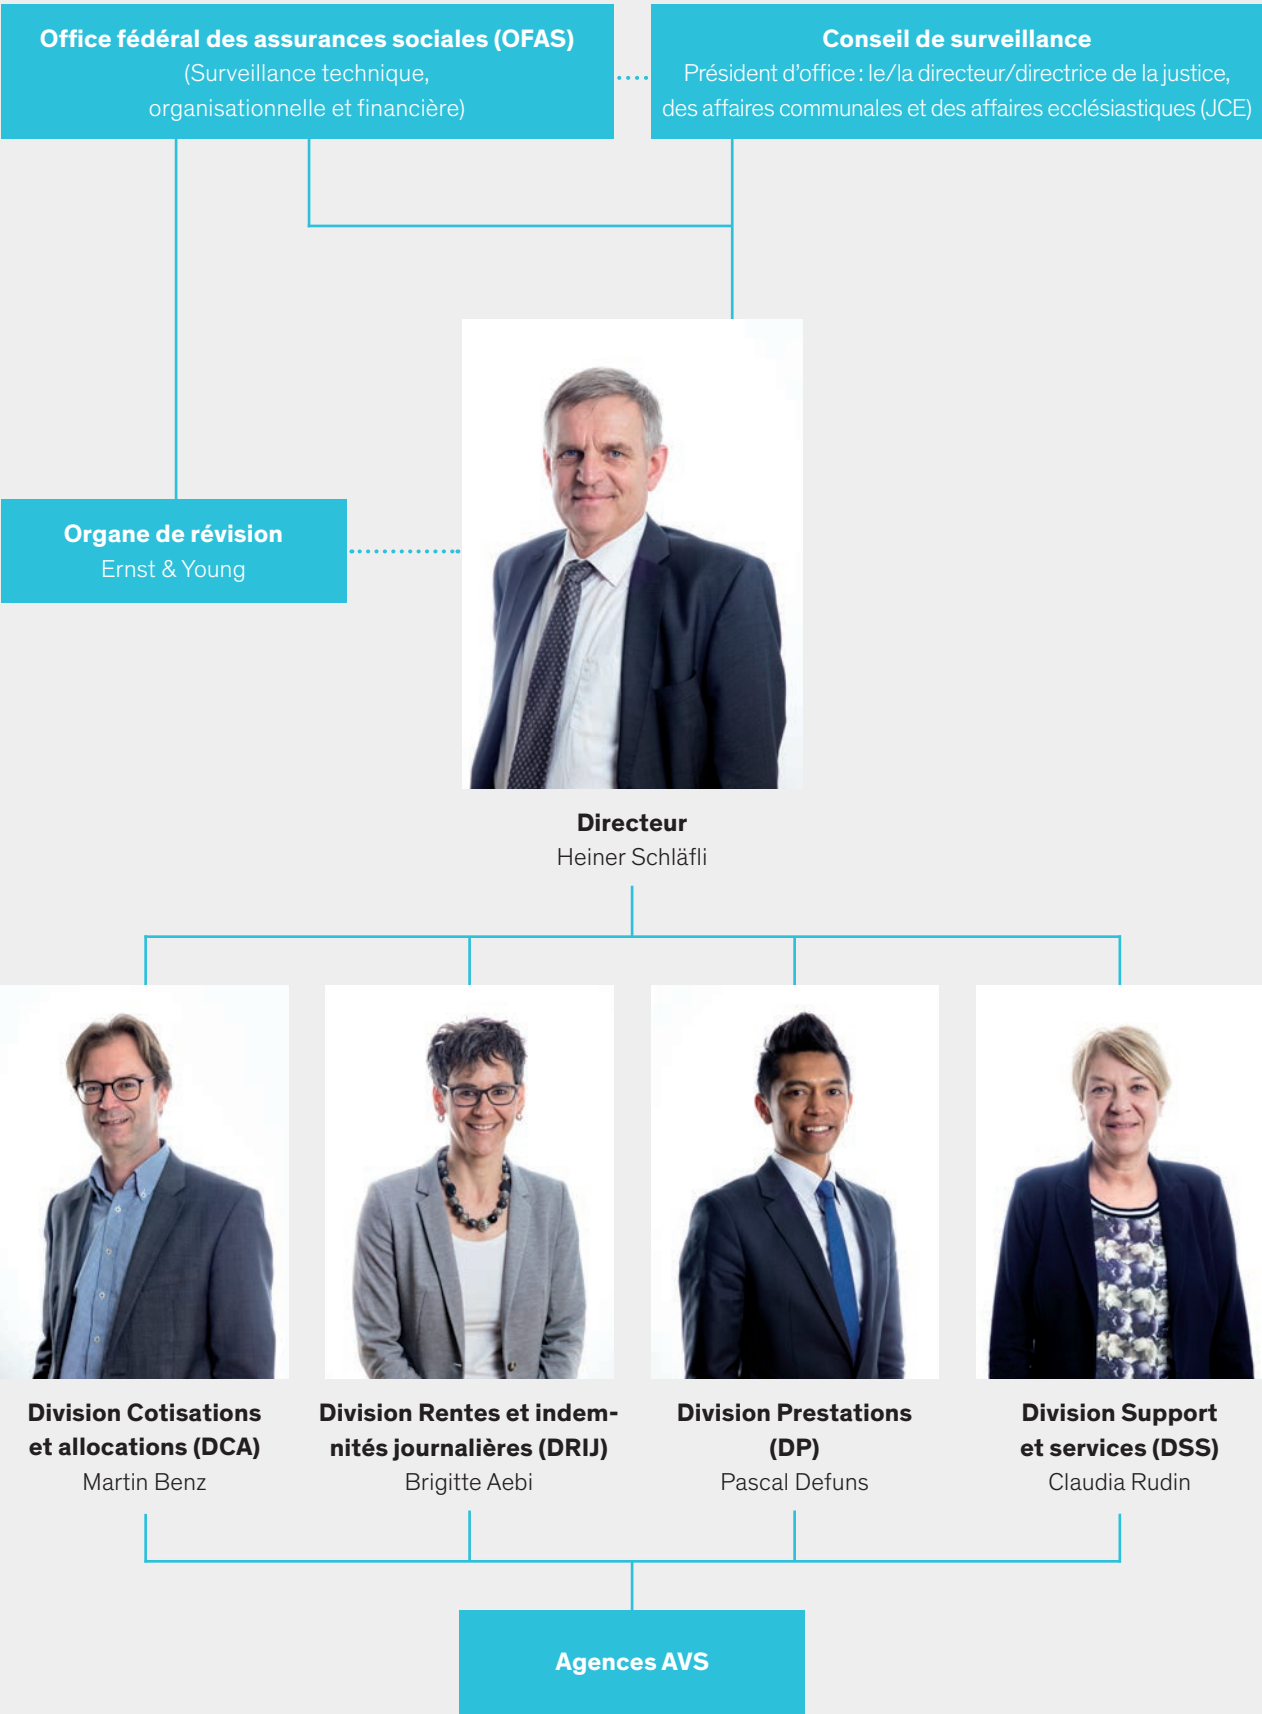 Office fédéral des assurances sociales (OFAS)
(Surveillance technique,
organisationnelle et financière)
Conseil de surveillance
Président d’office : le/la directeur/directrice de la justice,
des affaires communales et des affaires ecclésiastiques (JCE)
Organe de révision
Ernst & Young
Directeur
Heiner Schläfli
Division Cotisations
et allocations (DCA)
Martin Benz
Division Rentes et indem-
nités journalières (DRIJ)
Brigitte Aebi
Division Prestations
(DP)
Pascal Defuns
Division Support
et services (DSS)
Claudia Rudin
Agences AVS